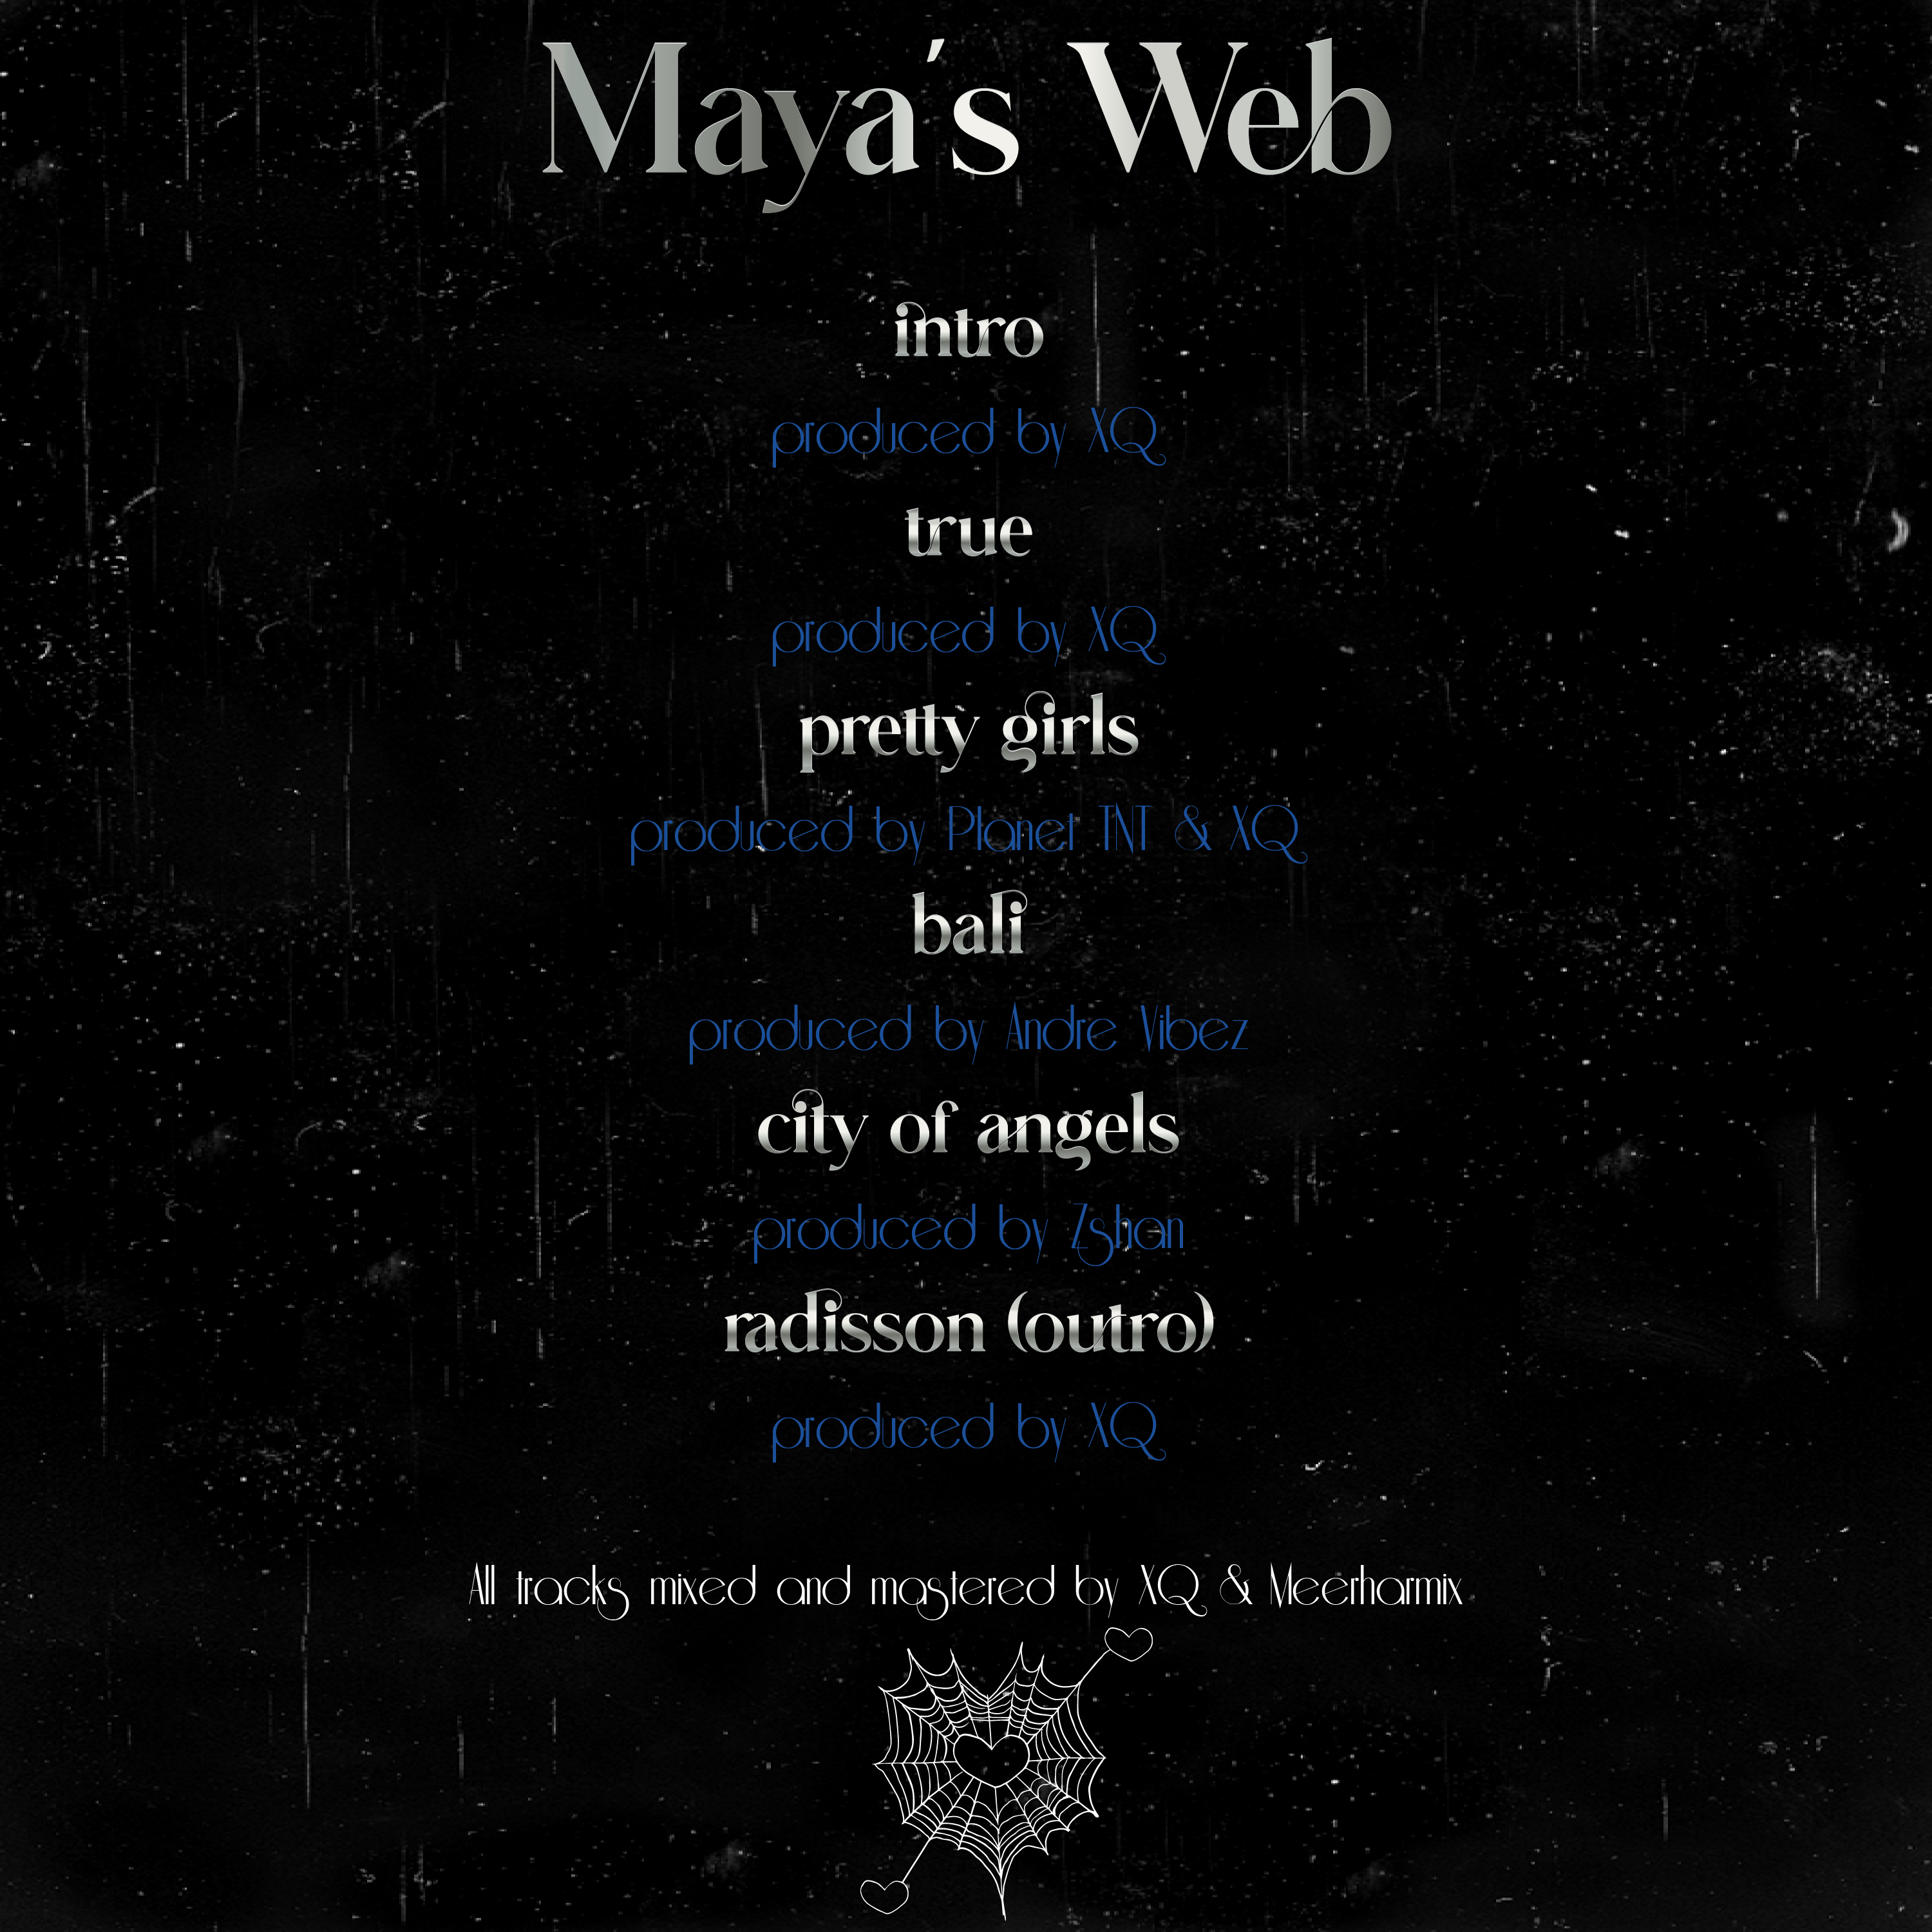 Maya's Web
intro
produced by XQ
true
produced by XQ
pretty girls
produced by Planet TNT & XQ
bali
produced by Andre Vibez
city of angels
produced by Zshan
radisson (outro)
produced by XQ
All tracks mixed and mastered by XQ & Meerharmix